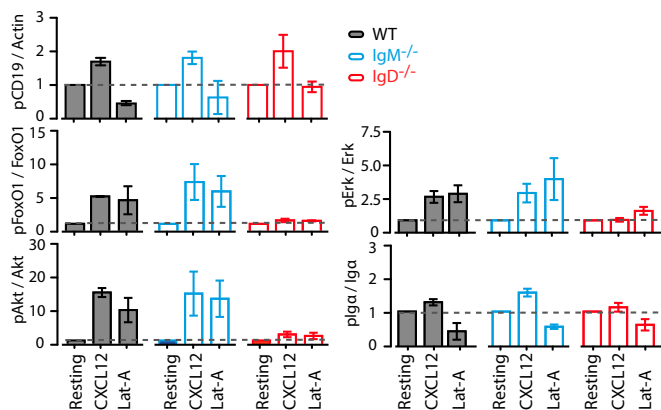 WT
IgM-/-
IgD-/-
pCD19 / Actin
3
2
1
0
pFoxO1 / FoxO1
15
10
5
0
pAkt / Akt
30
20
10
0
Resting
CXCL12
Lat-A
Resting
CXCL12
Lat-A
Resting
CXCL12
Lat-A
pErk / Erk
7.5
5.0
2.5
0
pIgα / Igα
2
1
0
Resting
CXCL12
Lat-A
Resting
CXCL12
Lat-A
Resting
CXCL12
Lat-A